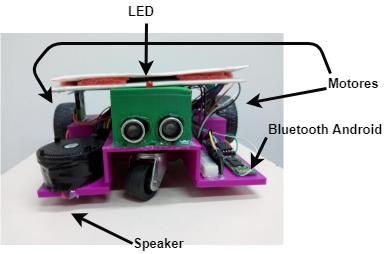 LED
Motores
Bluetooth Android
Speaker